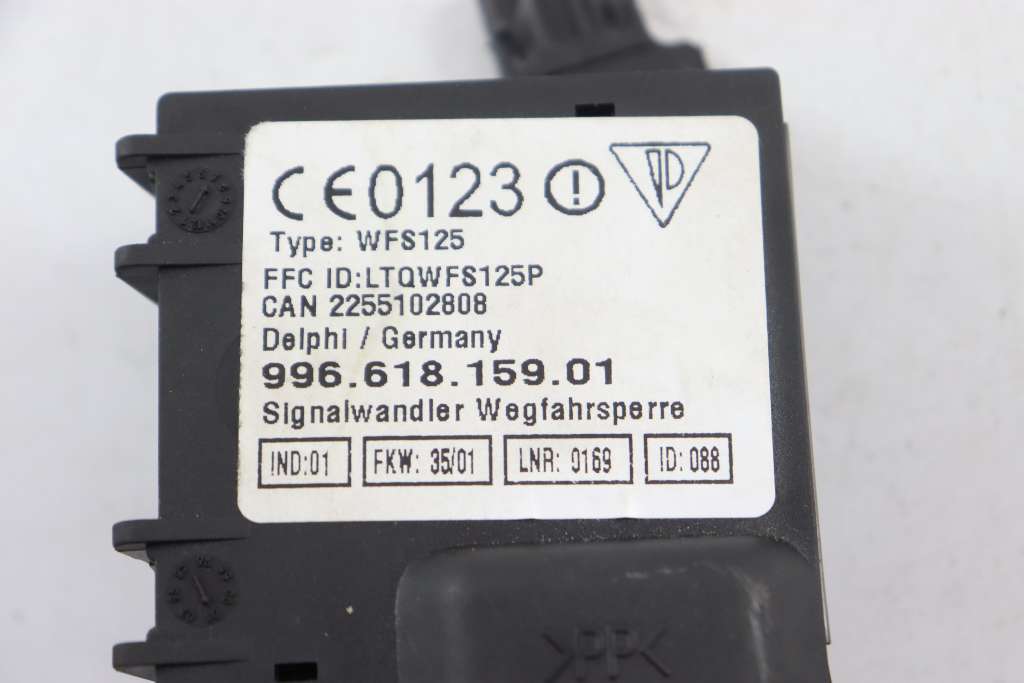 CE0123
Type: WFS125
FFC ID:LTQWFS125P
CAN 2255102808
Delphi / Germany
996.618.159.01
Signalwandler Wegfahrsperre
IND:01 FKW: 35/01 LNR: 0169 ID: 088
>PP<